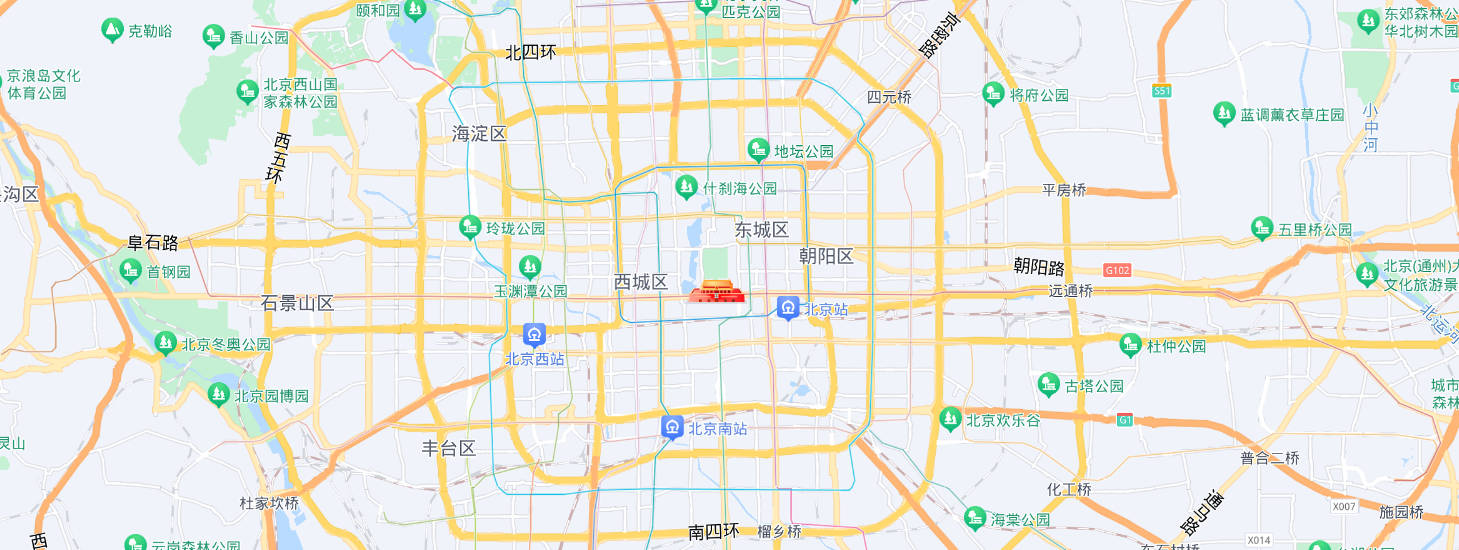 颐和园
匹克公园
东郊森林公
华北树木园
克勒峪
香山公园
北四环
京密路
京浪岛文化
体育公园
北京西山国
家森林公园
四元桥
将府公园
S51
蓝调薰衣草庄园
小中河
海淀区
西五环
地坛公园
什刹海公园
平房桥
沟区
玲珑公园
东城区
五里桥公园
阜石路
朝阳区
首钢园
西城区
朝阳路
G102
北京(通州)大
文化旅游景
玉渊潭公园
远通桥
石景山区
北京站
北运河
北京冬奥公园
北京西站
杜仲公园
北京园博园
古塔公园
城市
森林
北京欢乐谷
G1
北京南站
灵山
丰台区
普合二桥
杜家坎桥
化工桥
通马路
X007
施园桥
海棠公园
南四环
榴乡桥
西
云岗森林公园
X014